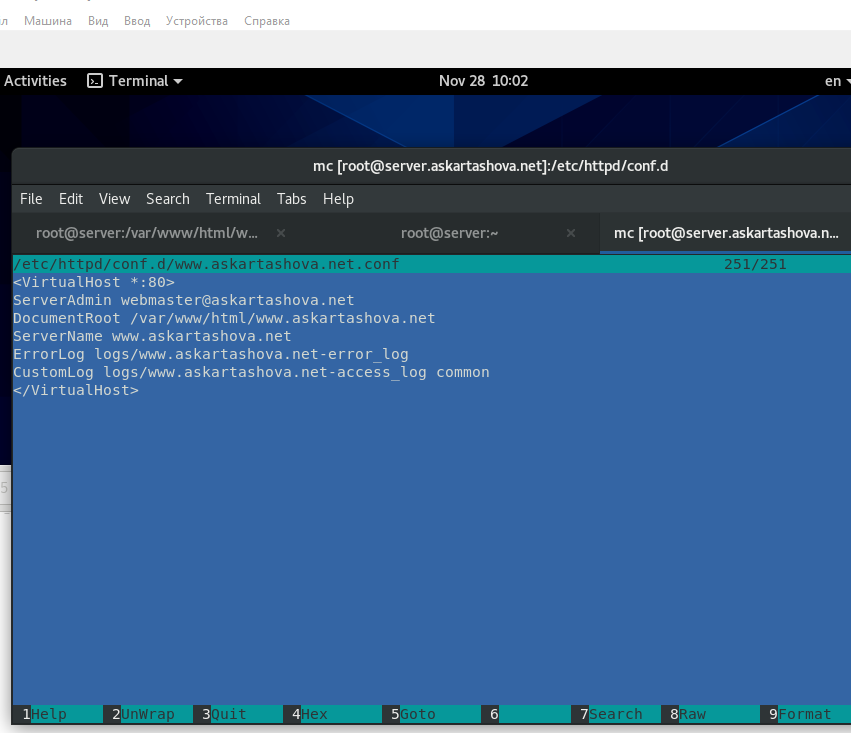 Машина Вид Ввод Устройства Справка
Activities Terminal Nov 28 10:02 en
mc [root@server.askartashova.net]:/etc/httpd/conf.d
File Edit View Search Terminal Tabs Help
root@server:/var/www/html/w... × root@server:~ × mc [root@server.askartashova.n...
/etc/httpd/conf.d/www.askartashova.net.conf 251/251
<VirtualHost *:80>
ServerAdmin webmaster@askartashova.net
DocumentRoot /var/www/html/www.askartashova.net
ServerName www.askartashova.net
ErrorLog logs/www.askartashova.net-error_log
CustomLog logs/www.askartashova.net-access_log common
</VirtualHost>
5
1Help 2UnWrap 3Quit 4Hex 5Goto 6 7Search 8Raw 9Format